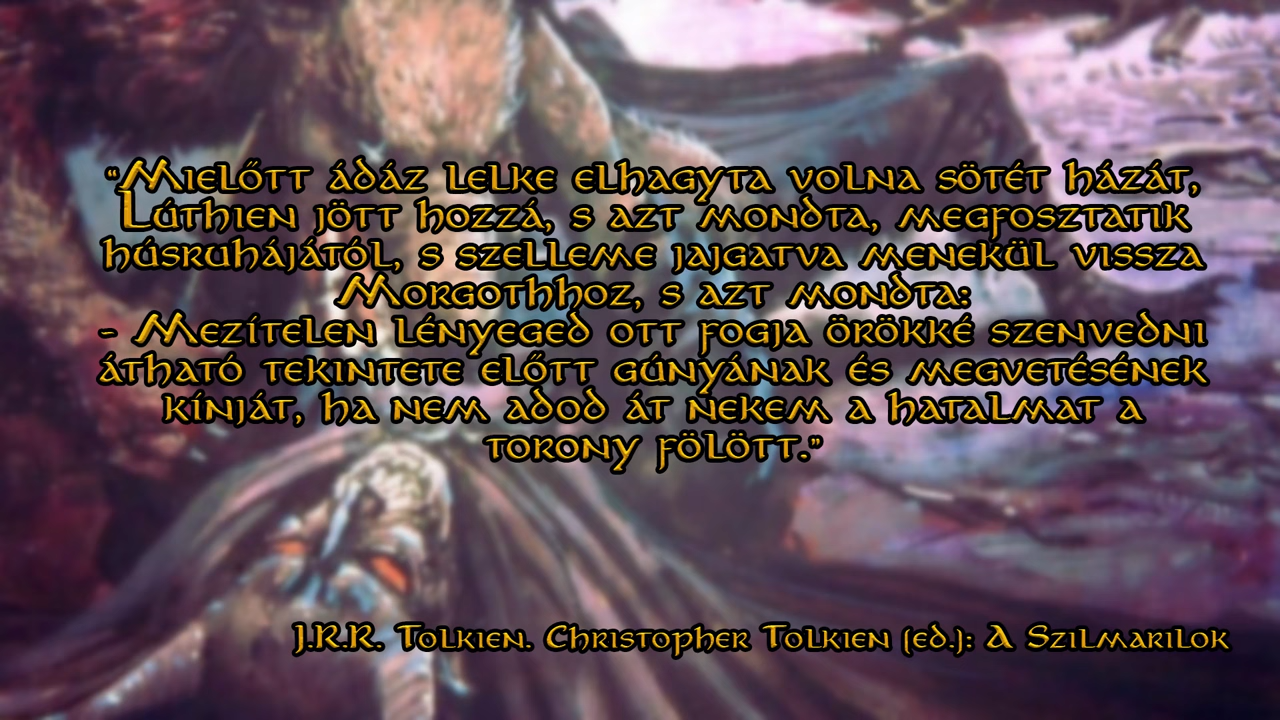 “Mielőtt ádáz lelke elhagyta volna sötét házát,
Lúthien jött hozzá, s azt mondta, megfosztatik
húsruhájától, s szelleme jajgatva menekül vissza
Morgothhoz, s azt mondta:
- Mezítelen lényeged ott fogja örökké szenvedni
átható tekintete előtt gúnyának és megvetésének
kínját, ha nem adod át nekem a hatalmat a
torony fölött.”
J.R.R. Tolkien. Christopher Tolkien (ed.): A Szilmarilok